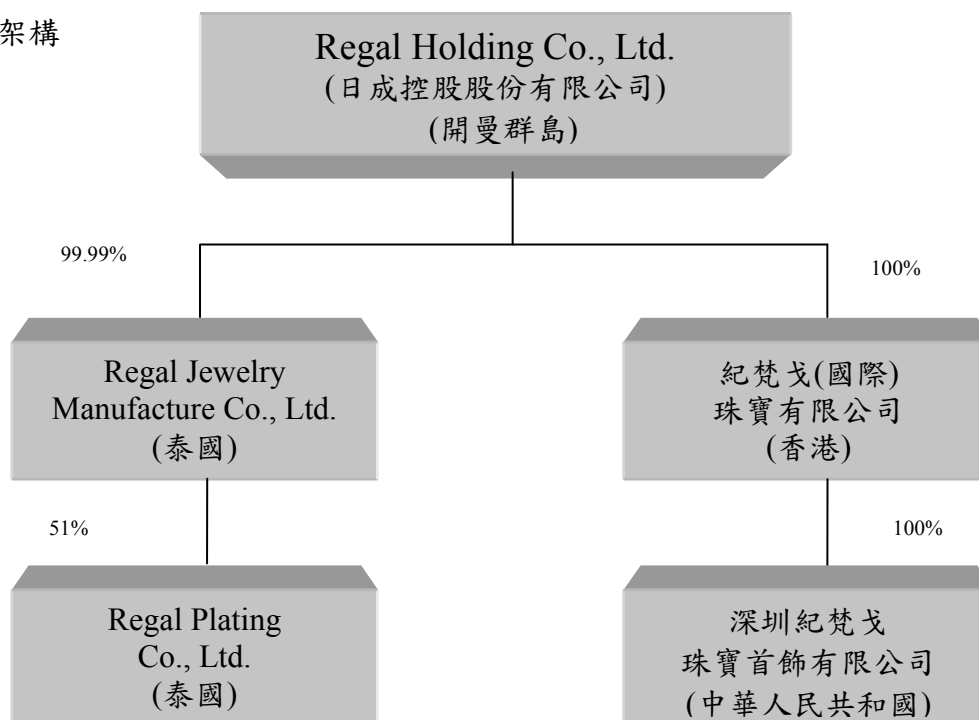 架構
Regal Holding Co., Ltd.
(日成控股股份有限公司)
(開曼群島)
99.99%
100%
Regal Jewelry
Manufacture Co., Ltd.
(泰國)
紀梵戈(國際)
珠寶有限公司
(香港)
51%
100%
Regal Plating
Co., Ltd.
(泰國)
深圳紀梵戈
珠寶首飾有限公司
(中華人民共和國)